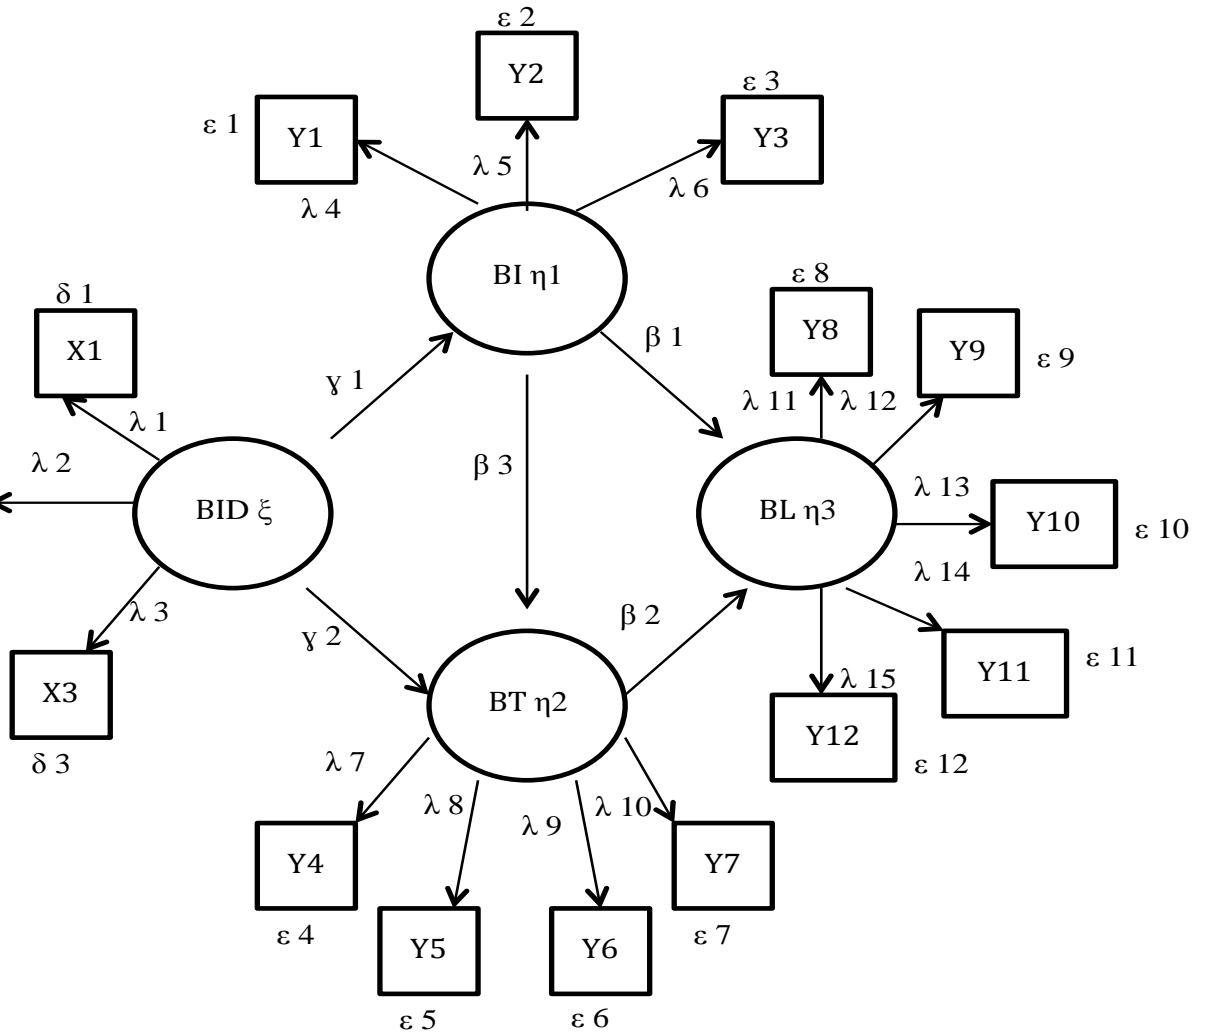 ε 2
Y2
ε 3
ε 1
Y1
Y3
λ 5
λ 6
λ 4
BI η1
ε 8
δ 1
Y8
Y9
ε 9
X1
β 1
ɣ 1
λ 11
λ 12
λ 1
λ 2
β 3
λ 13
BID ξ
BL η3
Y10
ε 10
λ 14
λ 3
ɣ 2
β 2
Y11
ε 11
λ 15
X3
BT η2
Y12
δ 3
λ 7
ε 12
λ 8
λ 10
λ 9
Y4
Y7
ε 4
Y5
Y6
ε 7
ε 5
ε 6